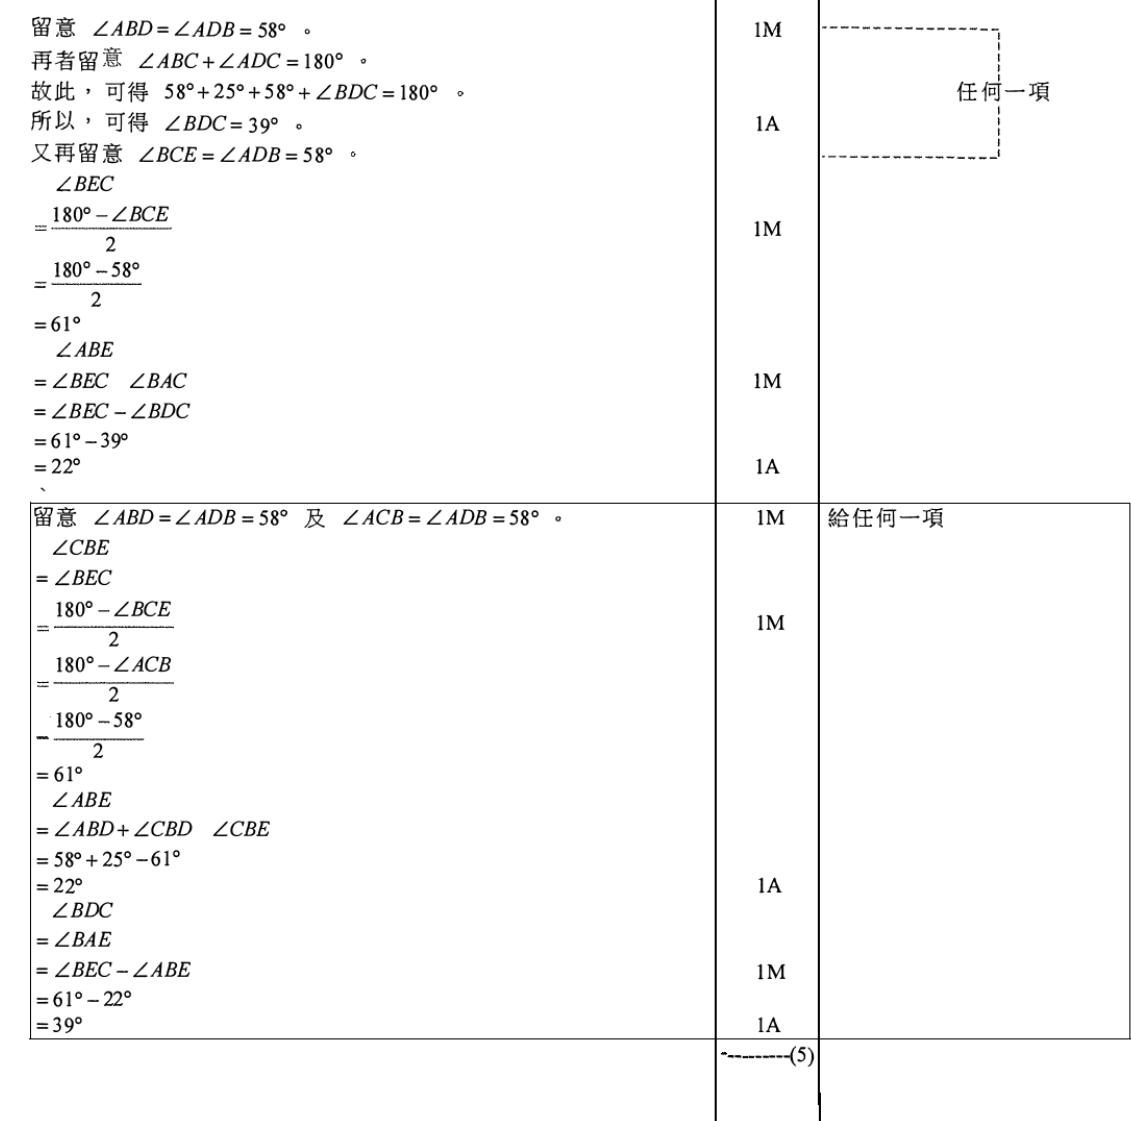 留意 ∠ABD = ∠ADB = 58° 。 1M
再者留意 ∠ABC + ∠ADC = 180° 。
故此，可得 58° + 25° + 58° + ∠BDC = 180° 。 任何一項
所以，可得 ∠BDC = 39° 。 1A
又再留意 ∠BCE = ∠ADB = 58° 。
∠BEC
= (180° – ∠BCE)/2 1M
= (180° – 58°)/2
= 61°
∠ABE
= ∠BEC ∠BAC 1M
= ∠BEC – ∠BDC
= 61° – 39°
= 22° 1A
、
留意 ∠ABD = ∠ADB = 58° 及 ∠ACB = ∠ADB = 58° 。 1M 給任何一項
∠CBE
= ∠BEC
= (180° – ∠BCE)/2 1M
= (180° – ∠ACB)/2
= (180° – 58°)/2
= 61°
∠ABE
= ∠ABD + ∠CBD ∠CBE
= 58° + 25° – 61°
= 22° 1A
∠BDC
= ∠BAE
= ∠BEC – ∠ABE 1M
= 61° – 22°
= 39° 1A
----------(5)